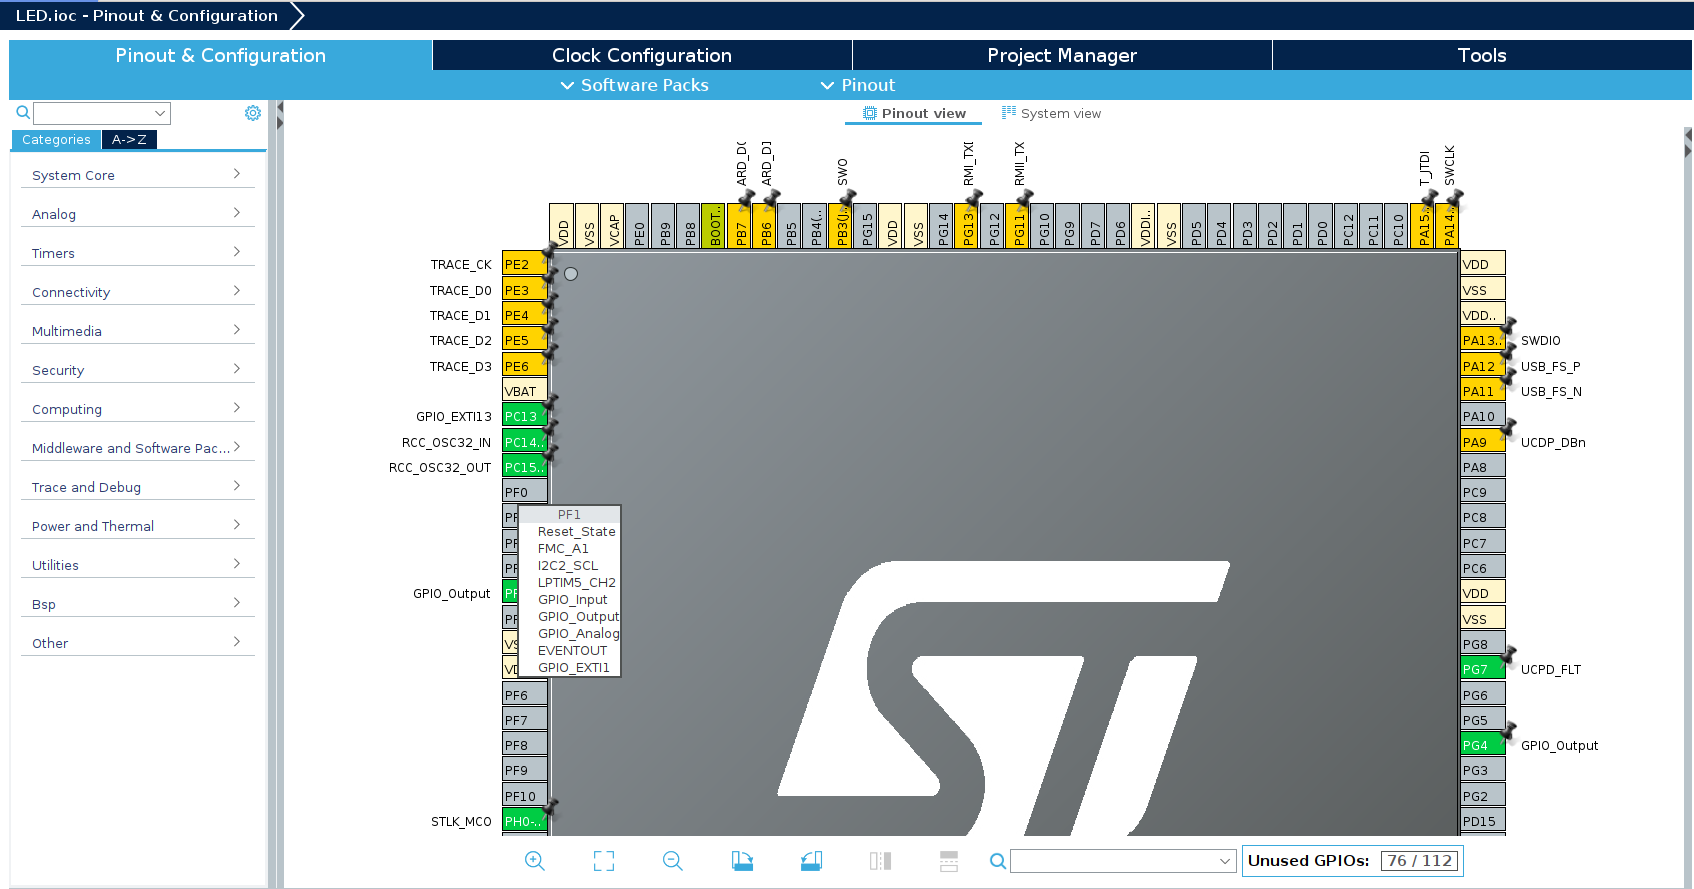 LED.ioc - Pinout & Configuration
Pinout & Configuration
Clock Configuration
Project Manager
Tools
Software Packs
Pinout
Pinout view
System view
Categories
A->Z
System Core
Analog
Timers
Connectivity
Multimedia
Security
Computing
Middleware and Software Pac...
Trace and Debug
Power and Thermal
Utilities
Bsp
Other
ARD_D(
ARD_D]
SWO
RMI_TX[
RMII_TX
T_JTDI
SWCLK
VDD
VSS
VCAP
PE0
PB9
PB8
BOOT..
PB7
PB6
PB5
PB4(..
PB3(J..
PG15
VDD
VSS
PG14
PG13
PG12
PG11
PG10
PG9
PD7
PD6
VDDI..
VSS
PD5
PD4
PD3
PD2
PD1
PD0
PC12
PC11
PC10
PA15..
PA14..
TRACE_CK PE2
TRACE_D0 PE3
TRACE_D1 PE4
TRACE_D2 PE5
TRACE_D3 PE6
VBAT
GPIO_EXTI13 PC13
RCC_OSC32_IN PC14..
RCC_OSC32_OUT PC15..
PF0
PF
PF
PF
GPIO_Output PF
PF
VS
VD
PF6
PF7
PF8
PF9
PF10
STLK_MCO PH0-..
PF1
Reset_State
FMC_A1
I2C2_SCL
LPTIM5_CH2
GPIO_Input
GPIO_Output
GPIO_Analog
EVENTOUT
GPIO_EXTI1
ST
VDD
VSS
VDD..
PA13.. SWDIO
PA12 USB_FS_P
PA11 USB_FS_N
PA10
PA9 UCDP_DBn
PA8
PC9
PC8
PC7
PC6
VDD
VSS
PG8
PG7 UCPD_FLT
PG6
PG5
PG4 GPIO_Output
PG3
PG2
PD15
Unused GPIOs: 76 / 112